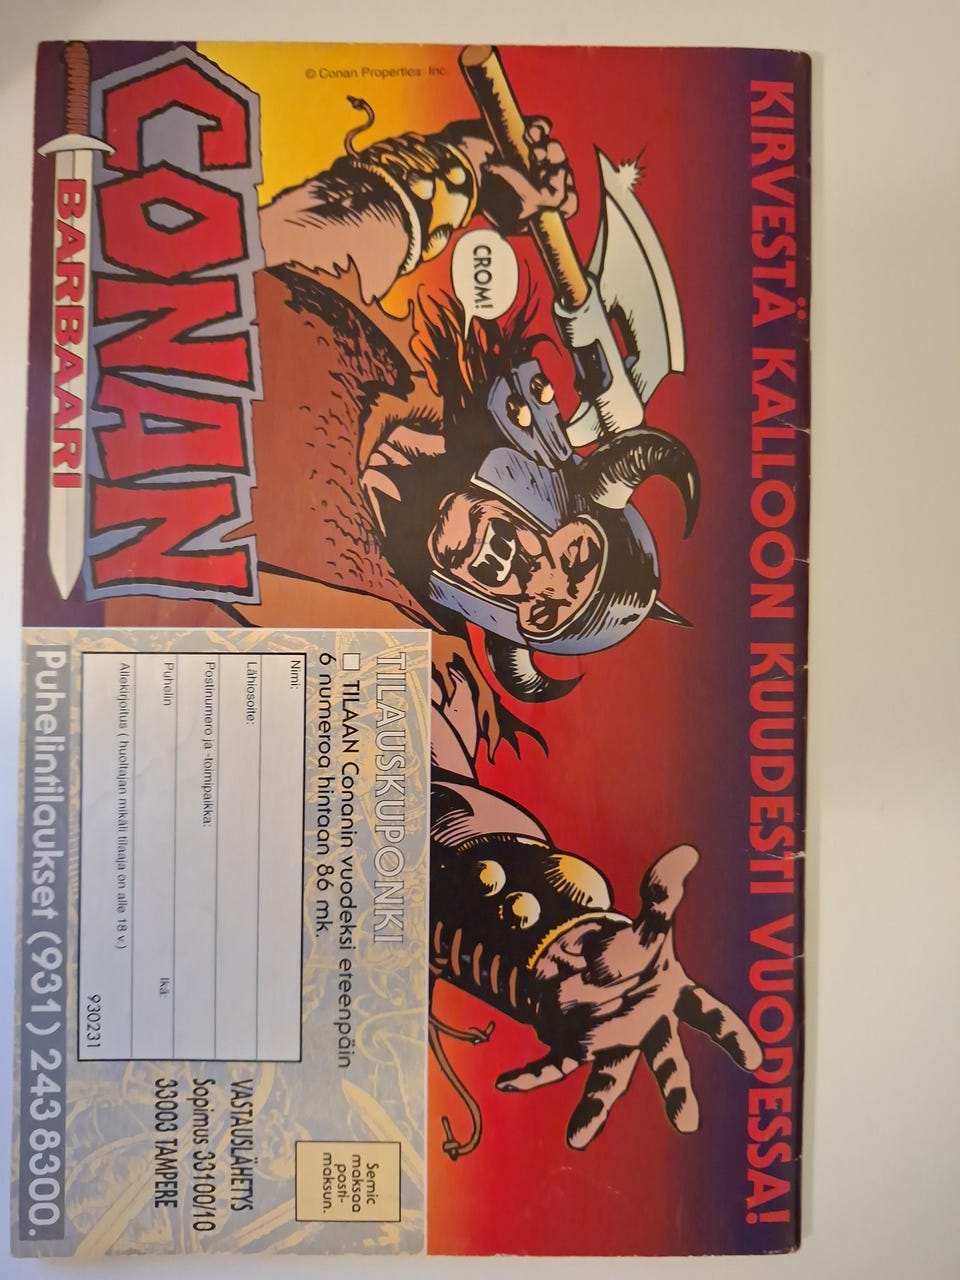 KIRVESTÄ KALLOON KUUDESTI VUODESSA!
© Conan Properties Inc.
CROM!
CONAN
BARBAARI
TILAUSKUPONKI
TILAAN Conanin vuodeksi eteenpäin
6 numeroa hintaan 86 mk.
Nimi:
Lähiosoite:
Postinumero ja -toimipaikka:
Puhelin Ikä:
Allekirjoitus ( huoltajan mikäli tilaaja on alle 18 v.)
930231
Semic
maksaa
posti-
maksun.
VASTAUSLÄHETYS
Sopimus 33100/10
33003 TAMPERE
Puhelintilaukset (931) 243 8300.